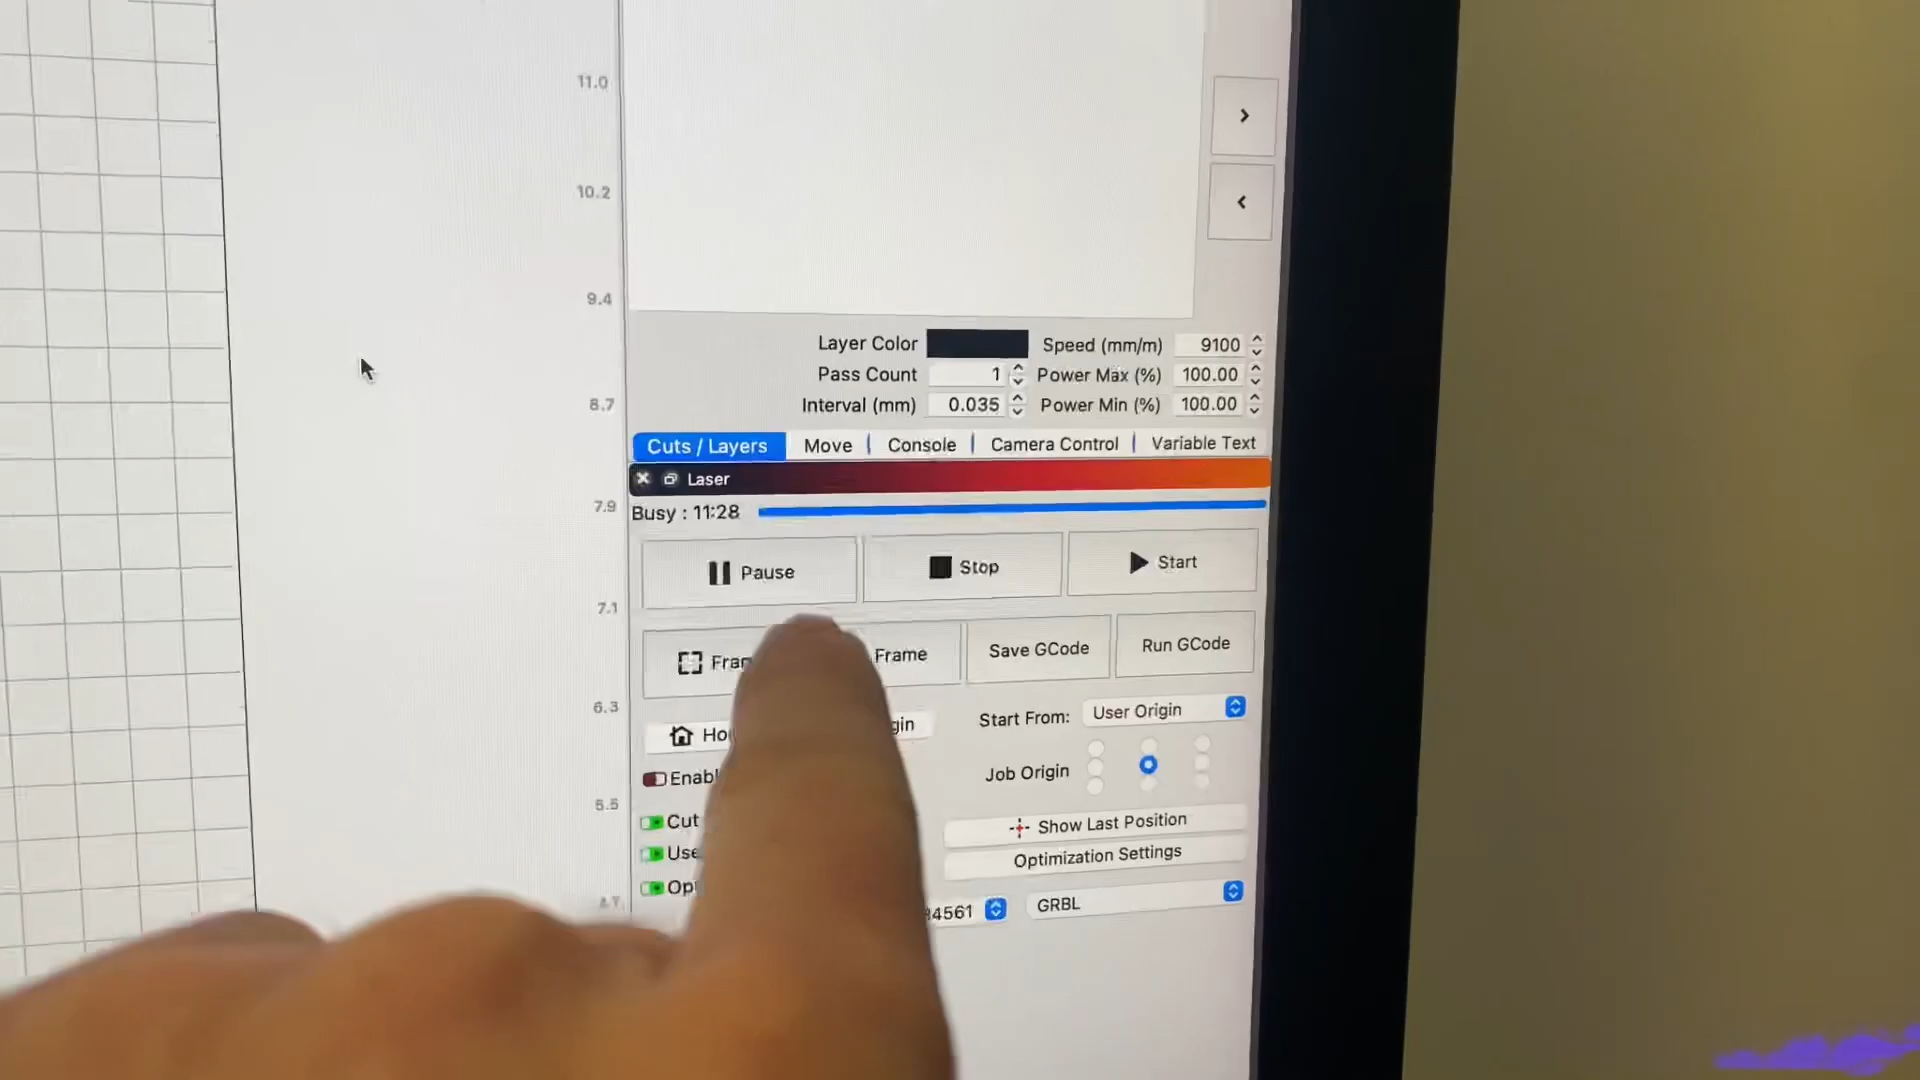 11.0
10.2
9.4
8.7
7.9
7.1
6.3
5.5
Layer Color
Speed (mm/m) 9100
Pass Count 1
Power Max (%) 100.00
Interval (mm) 0.035
Power Min (%) 100.00
Cuts / Layers Move Console Camera Control Variable Text
Laser
Busy : 11:28
Pause Stop Start
Frame Save GCode Run GCode
Start From: User Origin
Job Origin
Show Last Position
Optimization Settings
GRBL